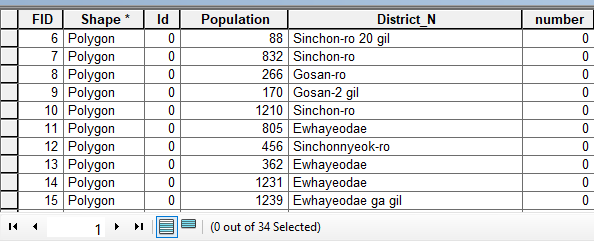 FID Shape * Id Population District_N number
6 Polygon 0 88 Sinchon-ro 20 gil 0
7 Polygon 0 832 Sinchon-ro 0
8 Polygon 0 266 Gosan-ro 0
9 Polygon 0 170 Gosan-2 gil 0
10 Polygon 0 1210 Sinchon-ro 0
11 Polygon 0 805 Ewhayeodae 0
12 Polygon 0 456 Sinchonnyeok-ro 0
13 Polygon 0 362 Ewhayeodae 0
14 Polygon 0 1231 Ewhayeodae 0
15 Polygon 0 1239 Ewhayeodae ga gil 0
1 (0 out of 34 Selected)